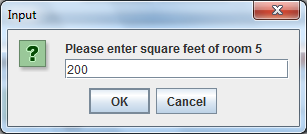 Input
Please enter square feet of room 5
200
OK Cancel